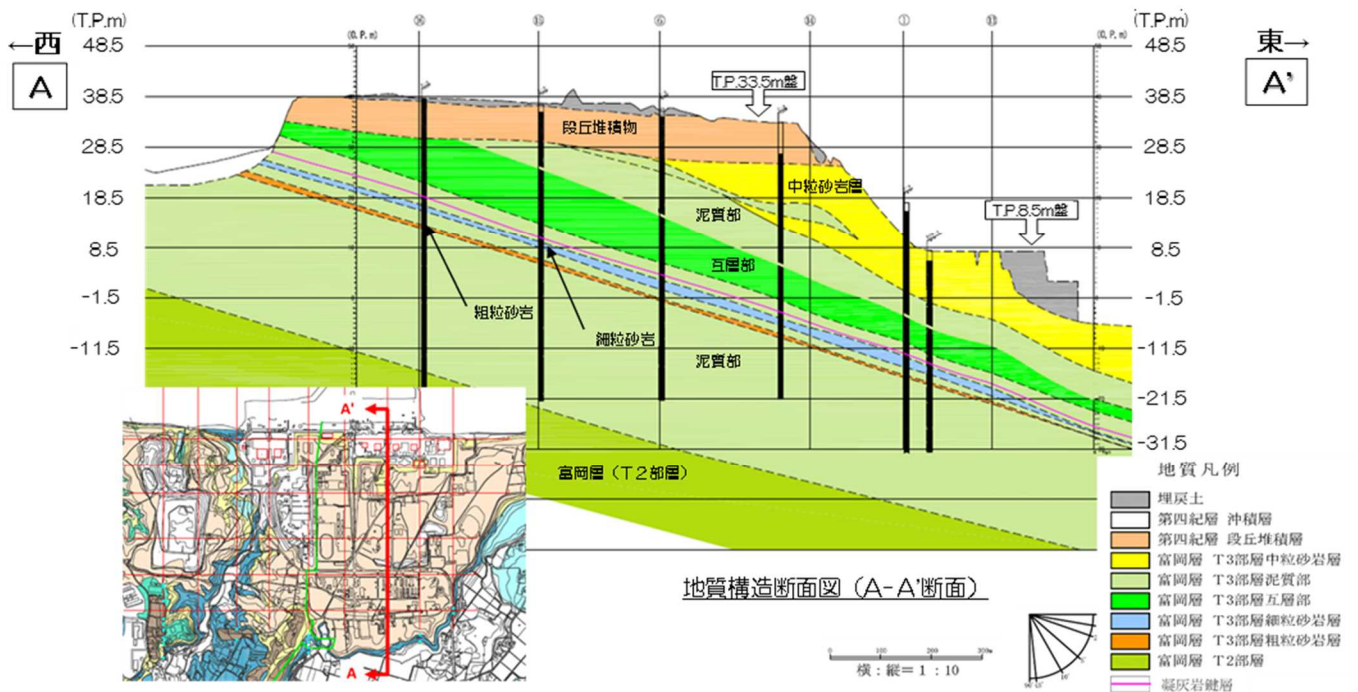 (T.P.m)
(T.P.m)
(O.P.m)
(O.P.m)
←西
東→
A
A'
48.5
38.5
28.5
18.5
8.5
-1.5
-11.5
48.5
38.5
28.5
18.5
8.5
-1.5
-11.5
-21.5
-31.5
T.P.33.5m盤
T.P.8.5m盤
段丘堆積物
中粒砂岩層
泥質部
互層部
粗粒砂岩
細粒砂岩
泥質部
富岡層（T2部層）
A'
A
地質構造断面図（A-A'断面）
0
100
200
300m
横：縦＝1：10
地質凡例
埋戻土
第四紀層 沖積層
第四紀層 段丘堆積層
富岡層 T3部層中粒砂岩層
富岡層 T3部層泥質部
富岡層 T3部層互層部
富岡層 T3部層細粒砂岩層
富岡層 T3部層粗粒砂岩層
富岡層 T2部層
凝灰岩鍵層